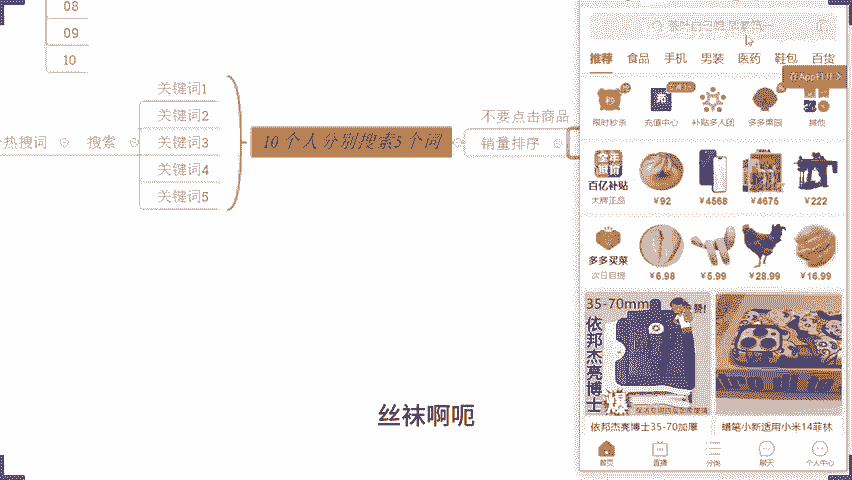 08
09
10
关键词1
关键词2
关键词3
关键词4
关键词5
热搜词
搜索
10个人分别搜索5个词
不要点击商品
销量排序
丝袜啊呃
推荐 食品 手机 男装 医药 鞋包 百货
在App打开
限时秒杀 充值中心 补贴多人团 多多果园 其他
百亿补贴
大牌正品
¥92 ¥4568 ¥4675 ¥222
多多买菜
次日自提
¥6.98 ¥5.99 ¥28.99 ¥16.99
35-70mm
依邦杰亮博士
爆
依邦杰亮博士35-70加厚
蜡笔小新适用小米14菲林
首页 直播 分类 聊天 个人中心